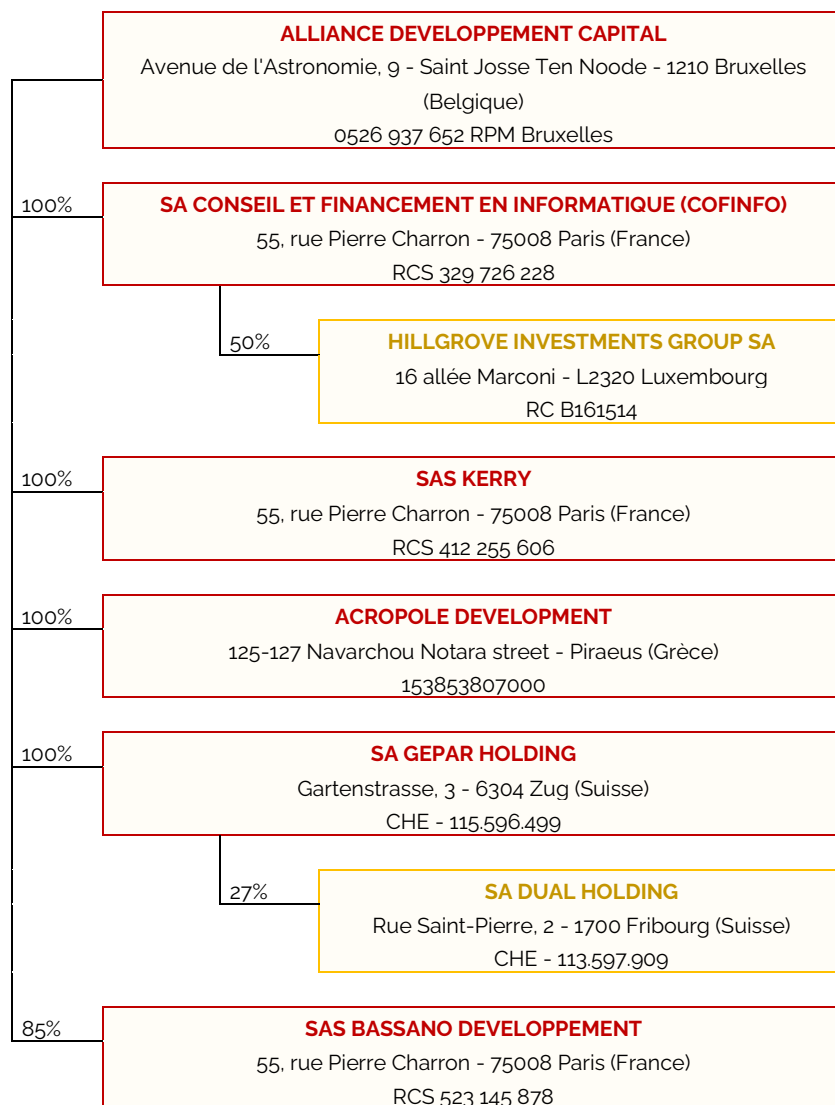 ALLIANCE DEVELOPPEMENT CAPITAL
Avenue de l'Astronomie, 9 - Saint Josse Ten Noode - 1210 Bruxelles
(Belgique)
0526 937 652 RPM Bruxelles
100%
SA CONSEIL ET FINANCEMENT EN INFORMATIQUE (COFINFO)
55, rue Pierre Charron - 75008 Paris (France)
RCS 329 726 228
50%
HILLGROVE INVESTMENTS GROUP SA
16 allée Marconi - L2320 Luxembourg
RC B161514
100%
SAS KERRY
55, rue Pierre Charron - 75008 Paris (France)
RCS 412 255 606
100%
ACROPOLE DEVELOPMENT
125-127 Navarchou Notara street - Piraeus (Grèce)
153853807000
100%
SA GEPAR HOLDING
Gartenstrasse, 3 - 6304 Zug (Suisse)
CHE - 115.596.499
27%
SA DUAL HOLDING
Rue Saint-Pierre, 2 - 1700 Fribourg (Suisse)
CHE - 113.597.909
85%
SAS BASSANO DEVELOPPEMENT
55, rue Pierre Charron - 75008 Paris (France)
RCS 523 145 878